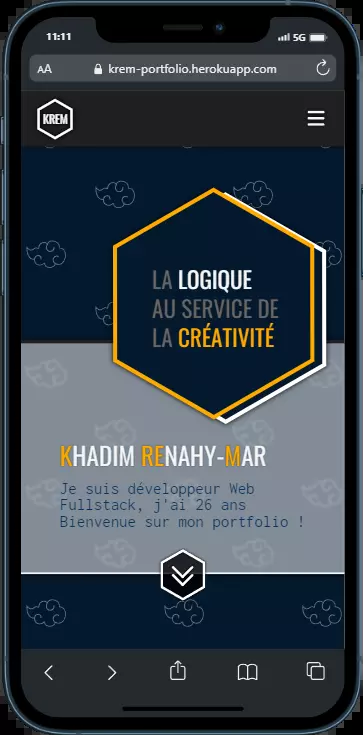 11:11
5G
AA
krem-portfolio.herokuapp.com
KREM
LA LOGIQUE
AU SERVICE DE
LA CRÉATIVITÉ
KHADIM RENAHY-MAR
Je suis développeur Web
Fullstack, j'ai 26 ans
Bienvenue sur mon portfolio !